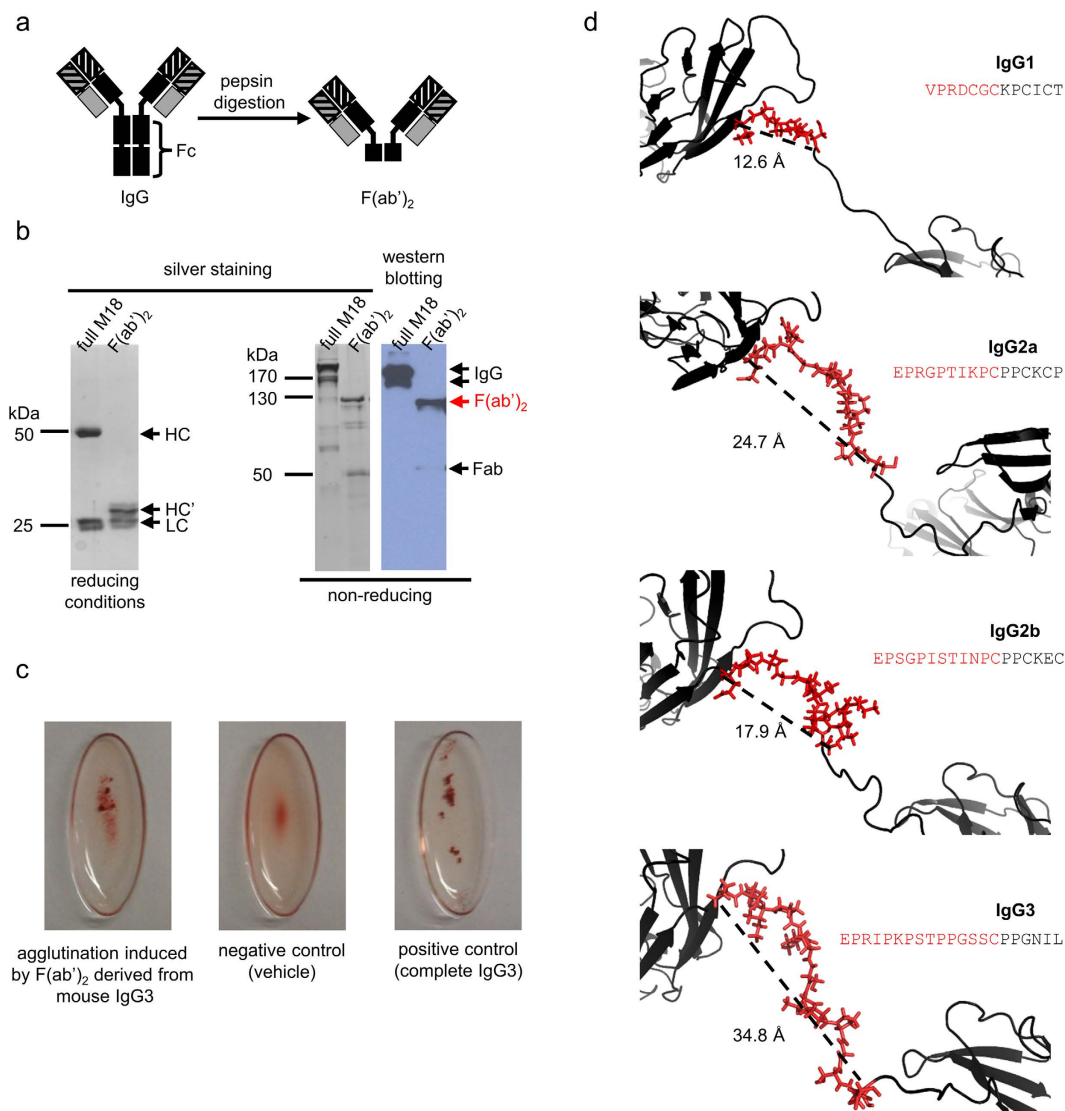 a
IgG
pepsin
digestion
Fc
F(ab’)₂
b
silver staining
western
blotting
full M18
F(ab’)₂
kDa
50
25
HC
HC’
LC
reducing
conditions
full M18
F(ab’)₂
full M18
F(ab’)₂
kDa
170
130
50
IgG
F(ab’)₂
Fab
non-reducing
c
agglutination induced
by F(ab’)₂ derived from
mouse IgG3
negative control
(vehicle)
positive control
(complete IgG3)
d
IgG1
VPRDCGCKPCICT
12.6 Å
IgG2a
EPRGPTIKPCPPCKCP
24.7 Å
IgG2b
EPSGPISTINPCPPCKEC
17.9 Å
IgG3
EPRIPKPSTPPGSSCPPGNIL
34.8 Å